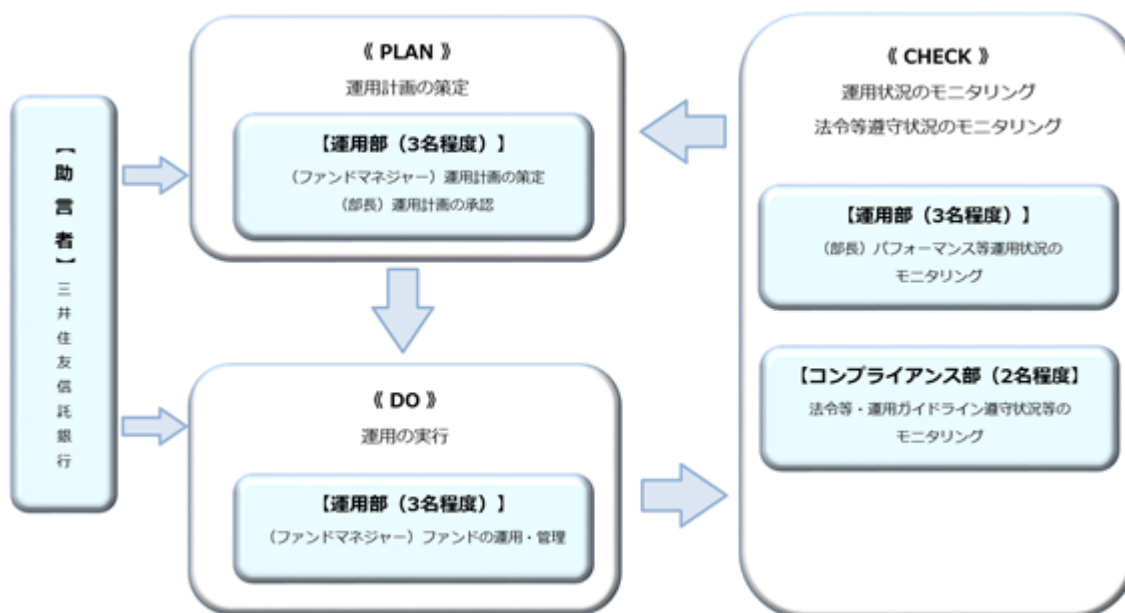 【助言者】三井住友信託銀行
《 PLAN 》
運用計画の策定
【運用部（3名程度）】
（ファンドマネジャー）運用計画の策定
（部長）運用計画の承認
《 DO 》
運用の実行
【運用部（3名程度）】
（ファンドマネジャー）ファンドの運用・管理
《 CHECK 》
運用状況のモニタリング
法令等遵守状況のモニタリング
【運用部（3名程度）】
（部長）パフォーマンス等運用状況の
モニタリング
【コンプライアンス部（2名程度】
法令等・運用ガイドライン遵守状況等の
モニタリング